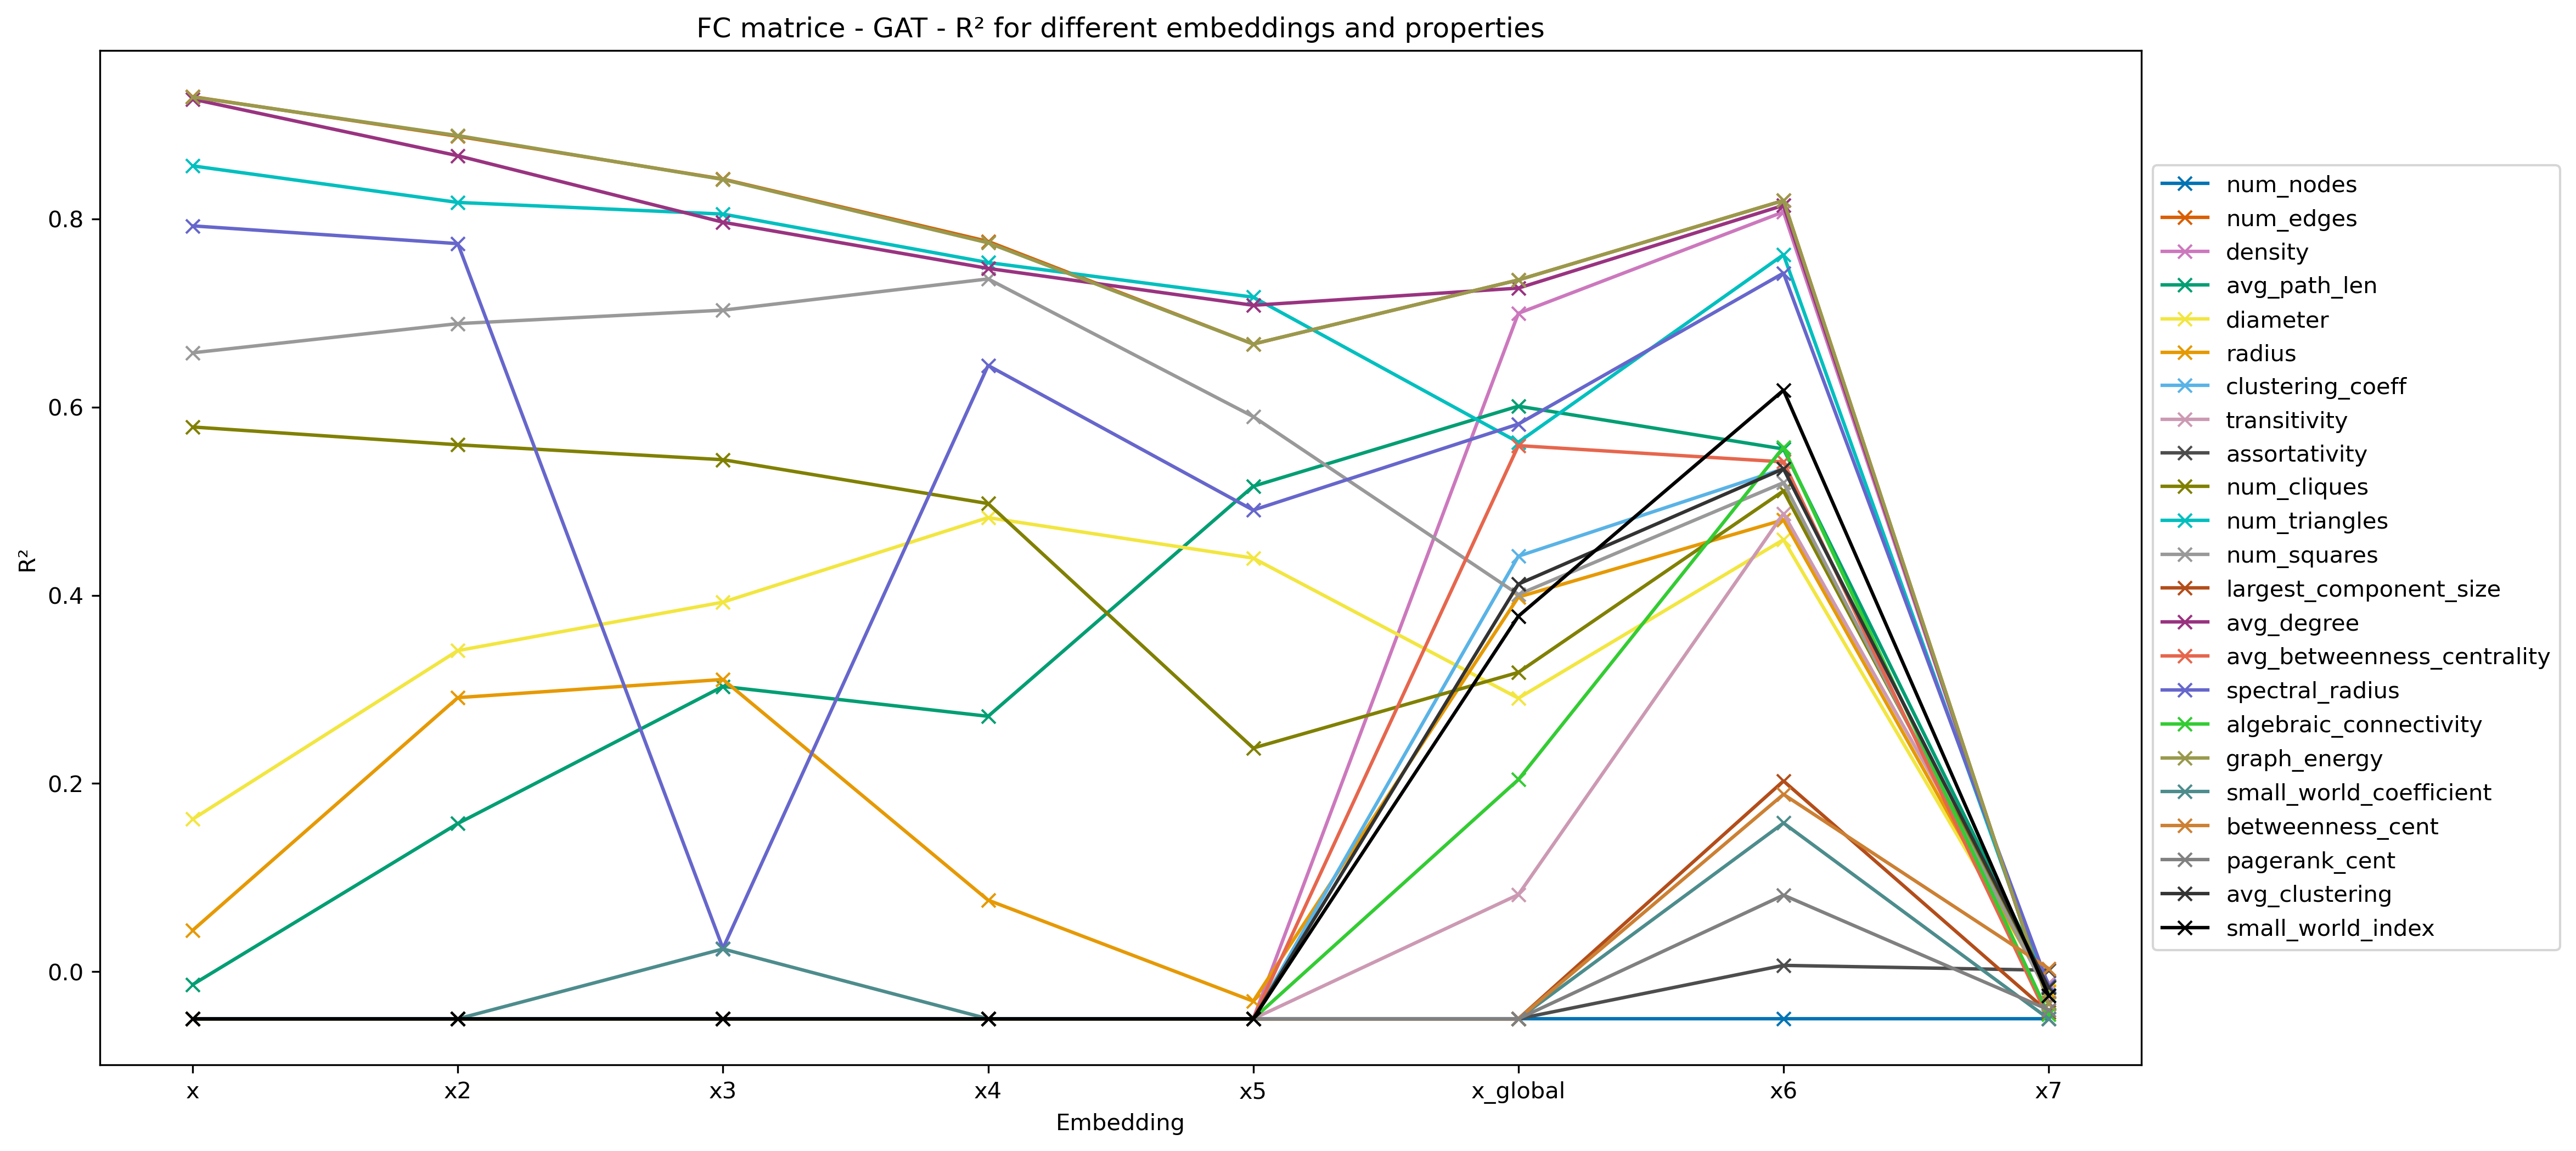 FC matrice - GAT - R² for different embeddings and properties
R²
0.8
0.6
0.4
0.2
0.0
x
x2
x3
x4
x5
x_global
x6
x7
Embedding
num_nodes
num_edges
density
avg_path_len
diameter
radius
clustering_coeff
transitivity
assortativity
num_cliques
num_triangles
num_squares
largest_component_size
avg_degree
avg_betweenness_centrality
spectral_radius
algebraic_connectivity
graph_energy
small_world_coefficient
betweenness_cent
pagerank_cent
avg_clustering
small_world_index